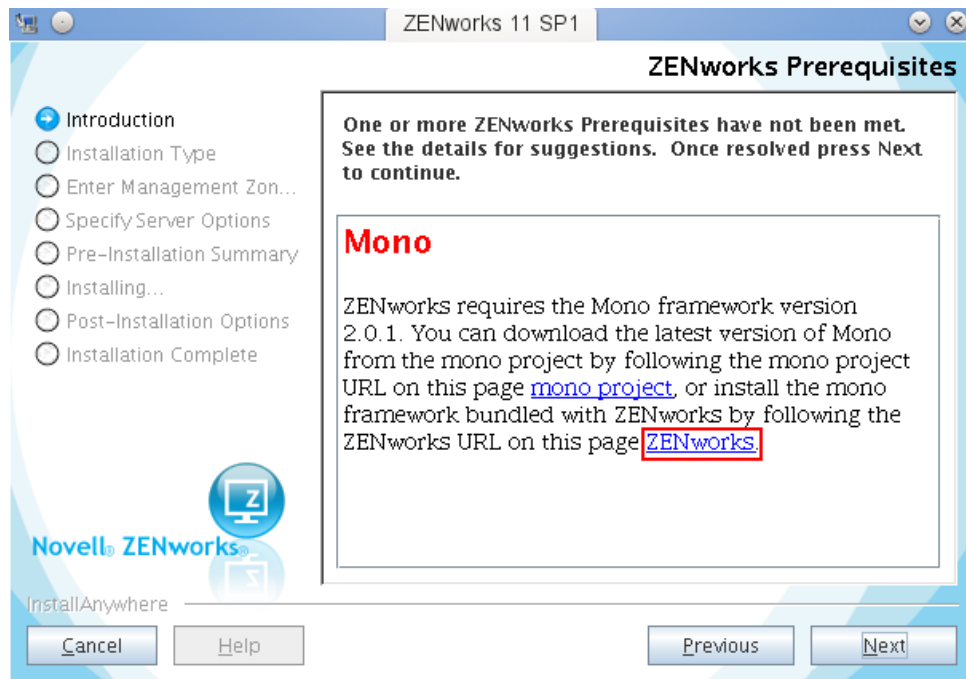 ZENworks 11 SP1
ZENworks Prerequisites
Introduction
Installation Type
Enter Management Zon...
Specify Server Options
Pre-Installation Summary
Installing...
Post-Installation Options
Installation Complete
One or more ZENworks Prerequisites have not been met.
See the details for suggestions. Once resolved press Next
to continue.
Mono
ZENworks requires the Mono framework version
2.0.1. You can download the latest version of Mono
from the mono project by following the mono project
URL on this page mono project, or install the mono
framework bundled with ZENworks by following the
ZENworks URL on this page ZENworks.
Z
Novell® ZENworks®
InstallAnywhere
Cancel
Help
Previous
Next